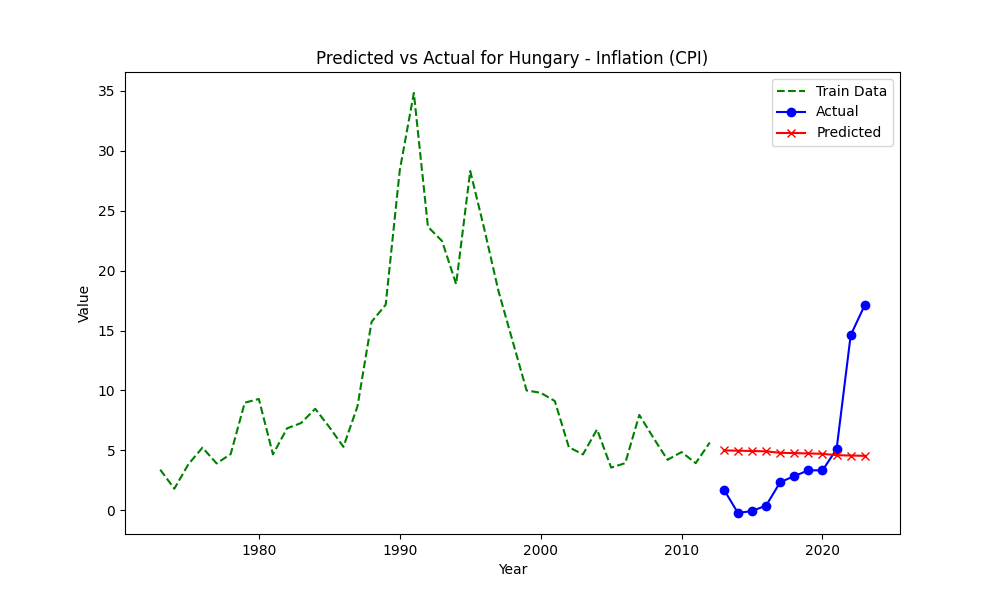 Predicted vs Actual for Hungary - Inflation (CPI)
Train Data
Actual
Predicted
35
30
25
20
15
10
5
0
Value
1980
1990
2000
2010
2020
Year